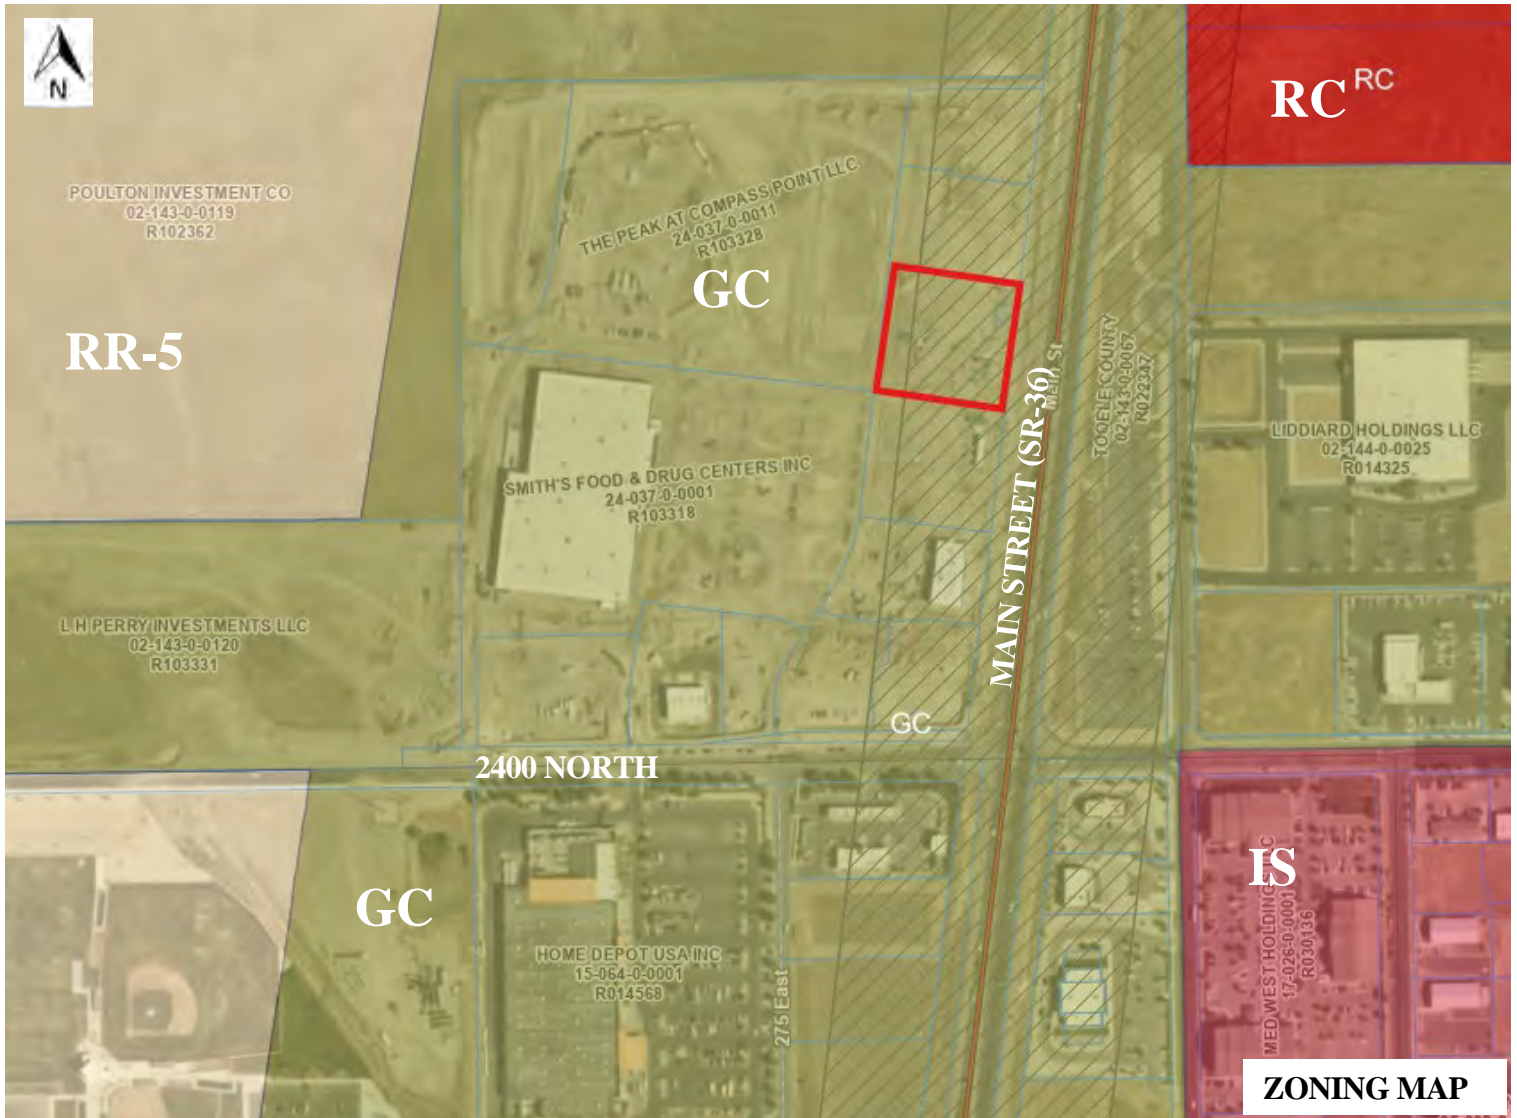 N
RC
RC
POULTON INVESTMENT CO
02-143-0-0119
R102362
THE PEAK AT COMPASS POINT LLC
24-037-0-0011
R103328
GC
RR-5
TOOELE COUNTY
02-143-0-0067
R022347
Main St
MAIN STREET (SR-36)
LIDDIARD HOLDINGS LLC
02-144-0-0025
R014325
SMITH'S FOOD & DRUG CENTERS INC
24-037-0-0001
R103318
L H PERRY INVESTMENTS LLC
02-143-0-0120
R103331
GC
2400 NORTH
IS
MED WEST HOLDING LLC
17-026-0-0001
R030136
GC
HOME DEPOT USA INC
15-064-0-0001
R014568
275 East
ZONING MAP